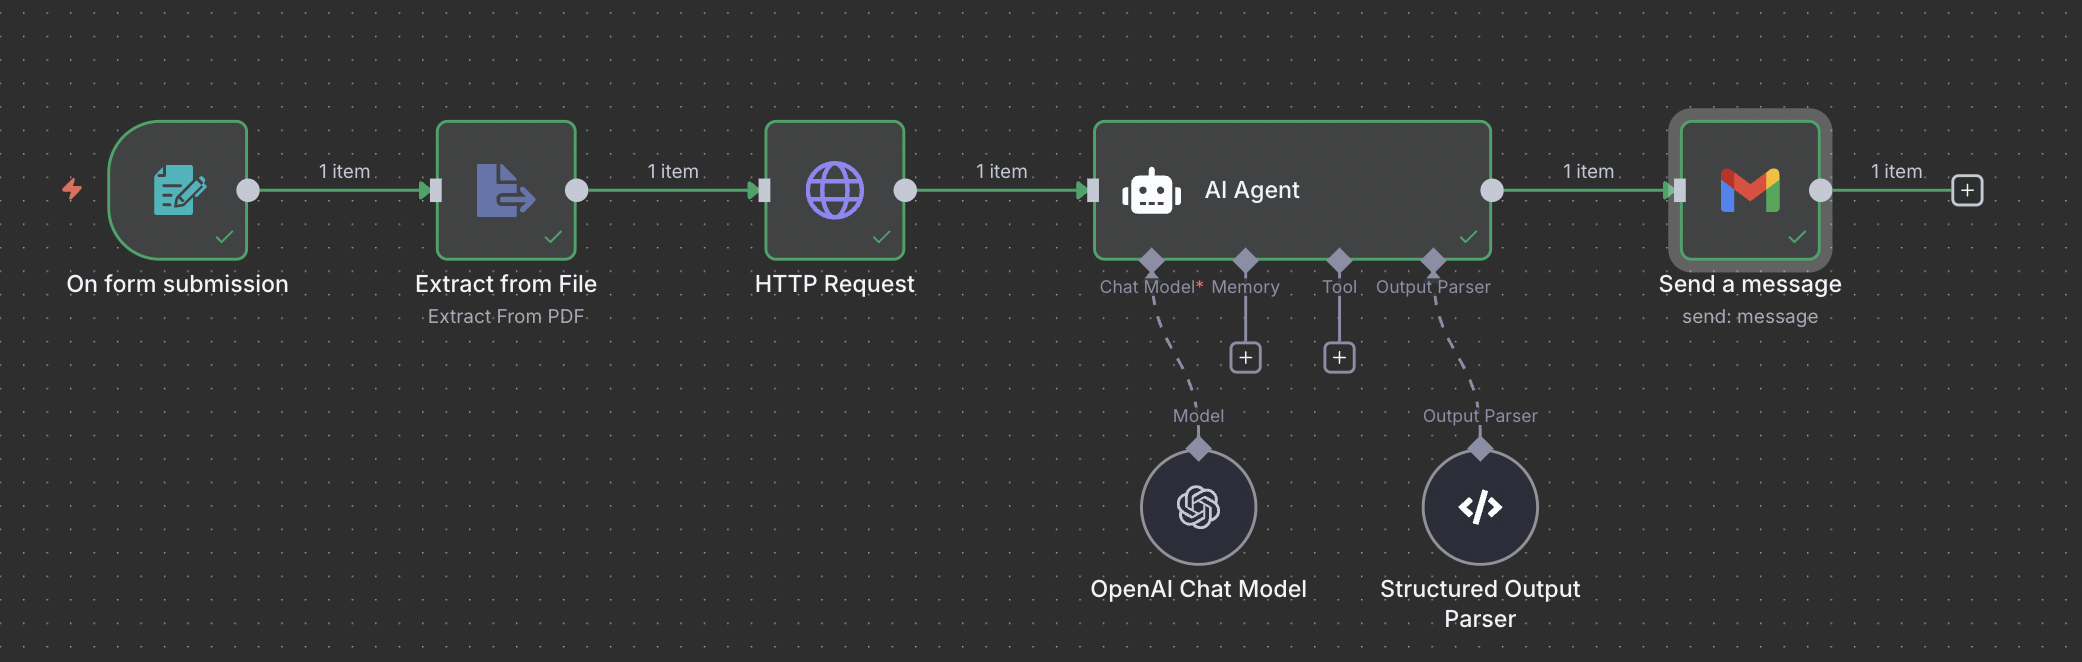 1 item
1 item
1 item
1 item
1 item
AI Agent
On form submission
Extract from File
Extract From PDF
HTTP Request
Chat Model*
Memory
Tool
Output Parser
Send a message
send: message
Model
Output Parser
OpenAI Chat Model
Structured Output
Parser